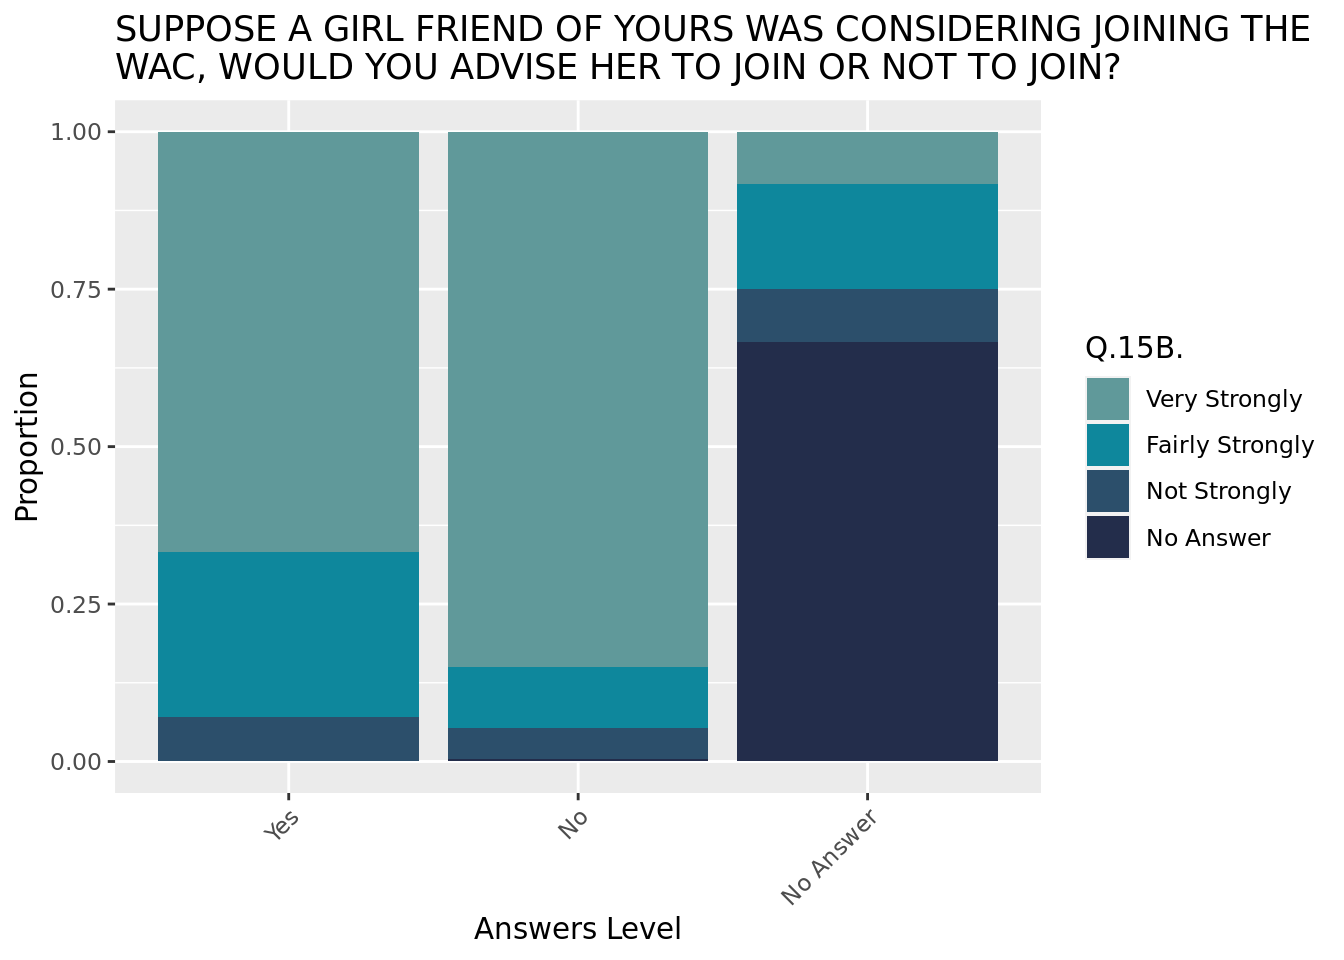 SUPPOSE A GIRL FRIEND OF YOURS WAS CONSIDERING JOINING THE
WAC, WOULD YOU ADVISE HER TO JOIN OR NOT TO JOIN?
1.00
0.75
0.50
0.25
0.00
Proportion
Yes
No
No Answer
Answers Level
Q.15B.
Very Strongly
Fairly Strongly
Not Strongly
No Answer